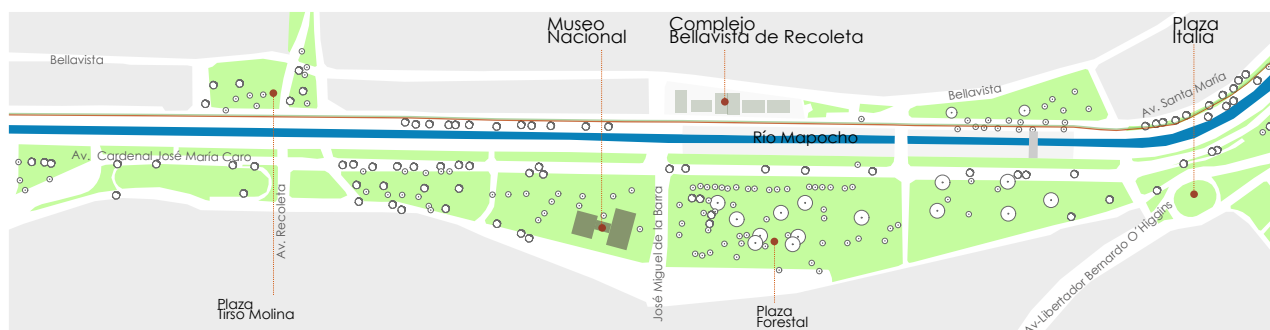 Museo
Nacional
Complejo
Bellavista de Recoleta
Plaza
Italia
Bellavista
Bellavista
Av. Santa María
Río Mapocho
Av. Cardenal José María Caro
Av. Recoleta
José Miguel de la Barra
Av-Libertador Bernardo O´Higgins
Plaza
Tirso Molina
Plaza
Forestal